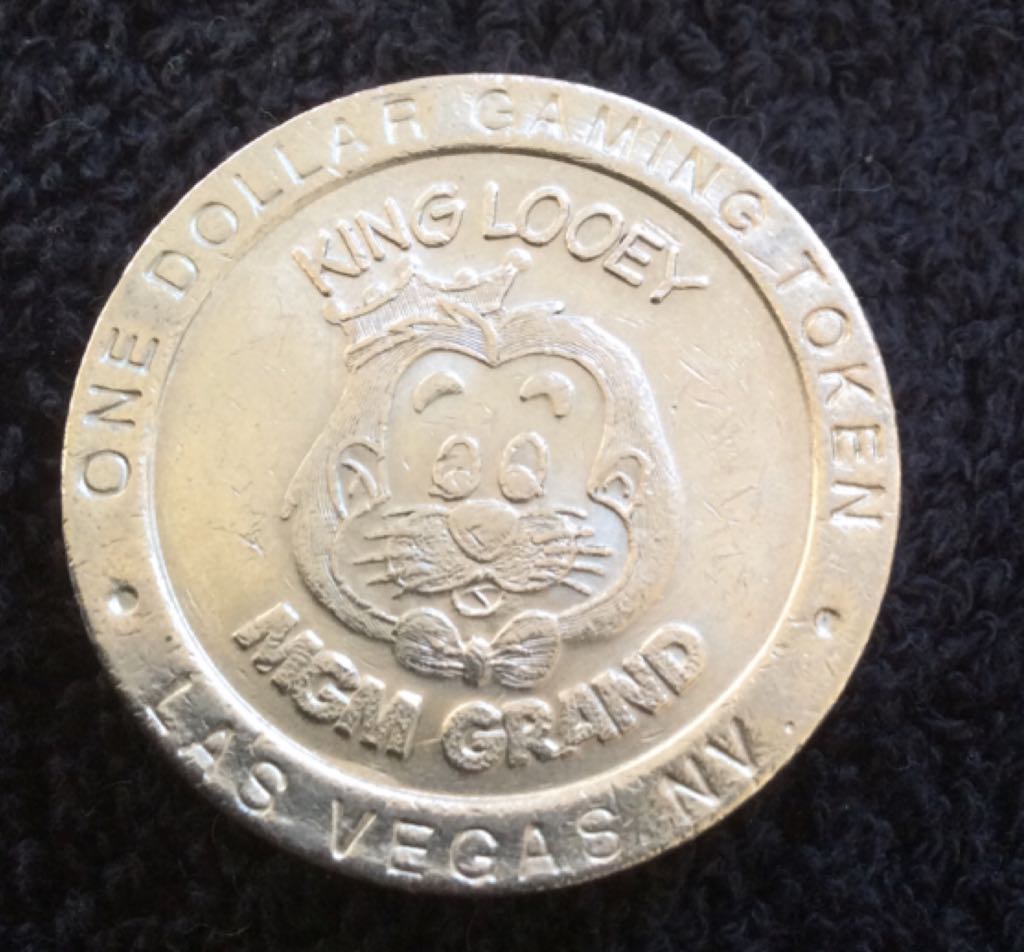 ONE DOLLAR GAMING TOKEN
KING LOOEY
MGM GRAND
LAS VEGAS NV